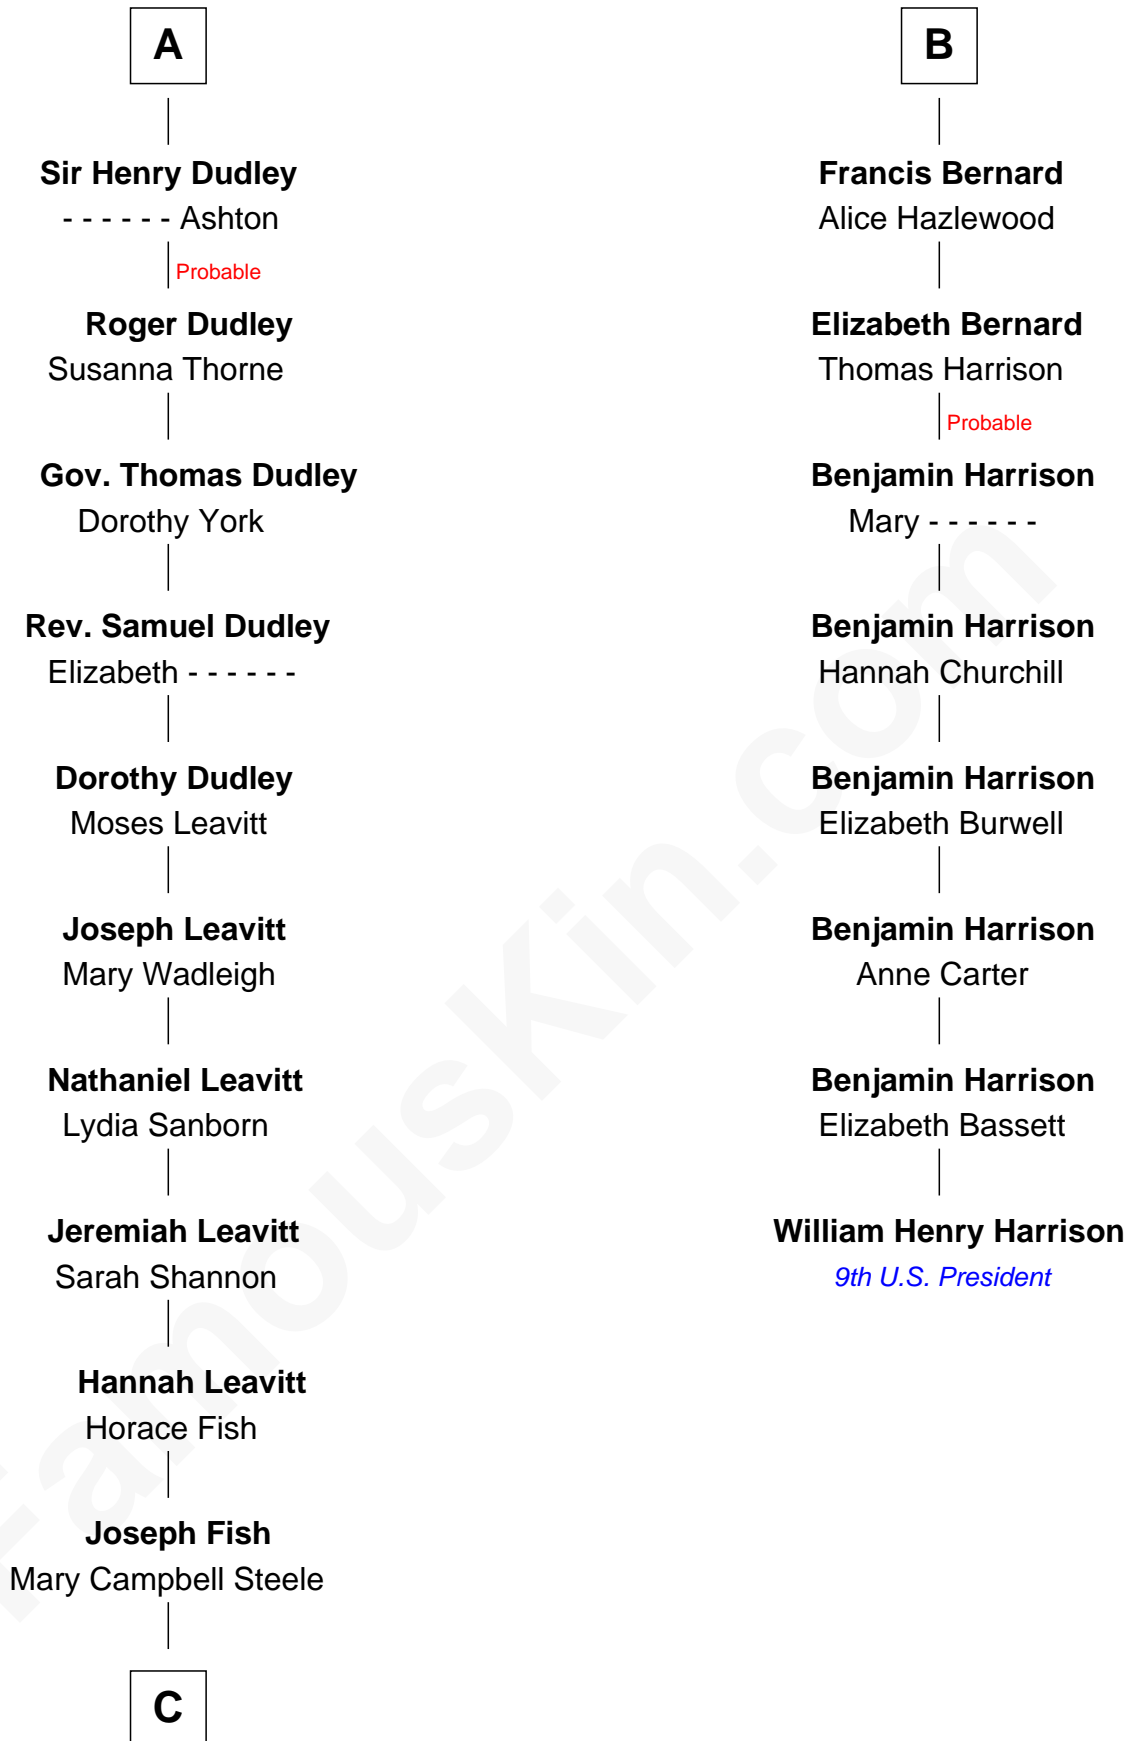 A
Sir Henry Dudley
- - - - - - Ashton
Probable
Roger Dudley
Susanna Thorne
Gov. Thomas Dudley
Dorothy York
Rev. Samuel Dudley
Elizabeth - - - - - -
Dorothy Dudley
Moses Leavitt
Joseph Leavitt
Mary Wadleigh
Nathaniel Leavitt
Lydia Sanborn
Jeremiah Leavitt
Sarah Shannon
Hannah Leavitt
Horace Fish
Joseph Fish
Mary Campbell Steele
C
B
Francis Bernard
Alice Hazlewood
Elizabeth Bernard
Thomas Harrison
Probable
Benjamin Harrison
Mary - - - - - -
Benjamin Harrison
Hannah Churchill
Benjamin Harrison
Elizabeth Burwell
Benjamin Harrison
Anne Carter
Benjamin Harrison
Elizabeth Bassett
William Henry Harrison
9th U.S. President
FamousKin.com